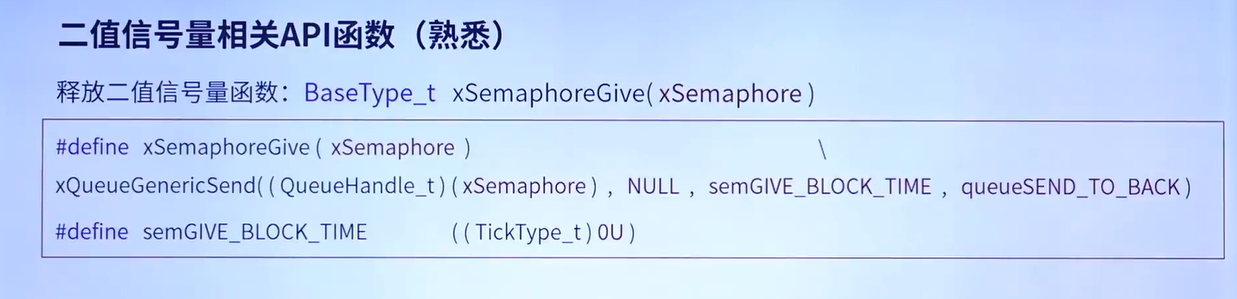 二值信号量相关API函数（熟悉）
释放二值信号量函数：BaseType_t xSemaphoreGive( xSemaphore )
#define xSemaphoreGive ( xSemaphore ) \
xQueueGenericSend( ( QueueHandle_t ) ( xSemaphore ) , NULL , semGIVE_BLOCK_TIME , queueSEND_TO_BACK )
#define semGIVE_BLOCK_TIME ( ( TickType_t ) 0U )